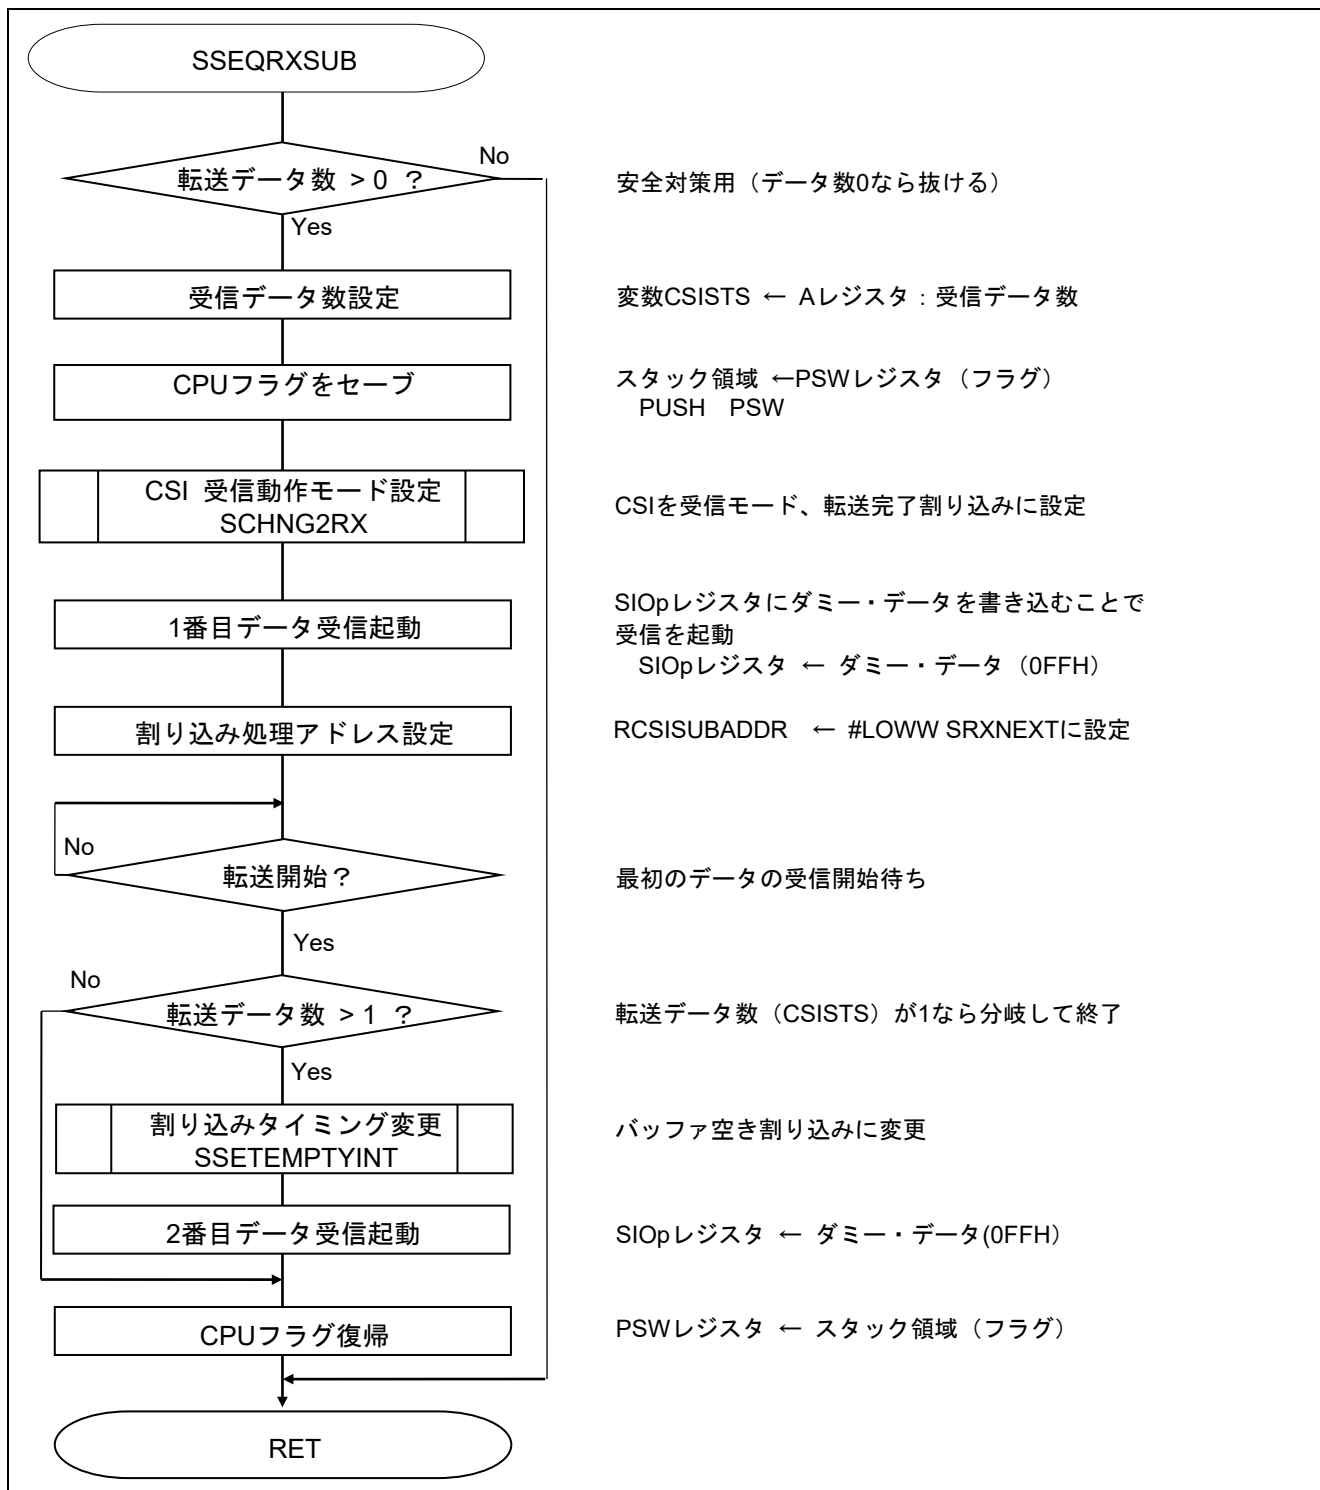 SSEQRXSUB
転送データ数 > 0 ？
No
安全対策用（データ数0なら抜ける）
Yes
受信データ数設定
変数CSISTS ← Aレジスタ：受信データ数
CPUフラグをセーブ
スタック領域 ←PSWレジスタ（フラグ）
PUSH PSW
CSI 受信動作モード設定
SCHNG2RX
CSIを受信モード、転送完了割り込みに設定
1番目データ受信起動
SIOpレジスタにダミー・データを書き込むことで
受信を起動
SIOpレジスタ ← ダミー・データ（0FFH）
割り込み処理アドレス設定
RCSISUBADDR ← #LOWW SRXNEXTに設定
No
転送開始？
最初のデータの受信開始待ち
Yes
No
転送データ数 > 1 ？
転送データ数（CSISTS）が1なら分岐して終了
Yes
割り込みタイミング変更
SSETEMPTYINT
バッファ空き割り込みに変更
2番目データ受信起動
SIOpレジスタ ← ダミー・データ(0FFH）
CPUフラグ復帰
PSWレジスタ ← スタック領域（フラグ）
RET